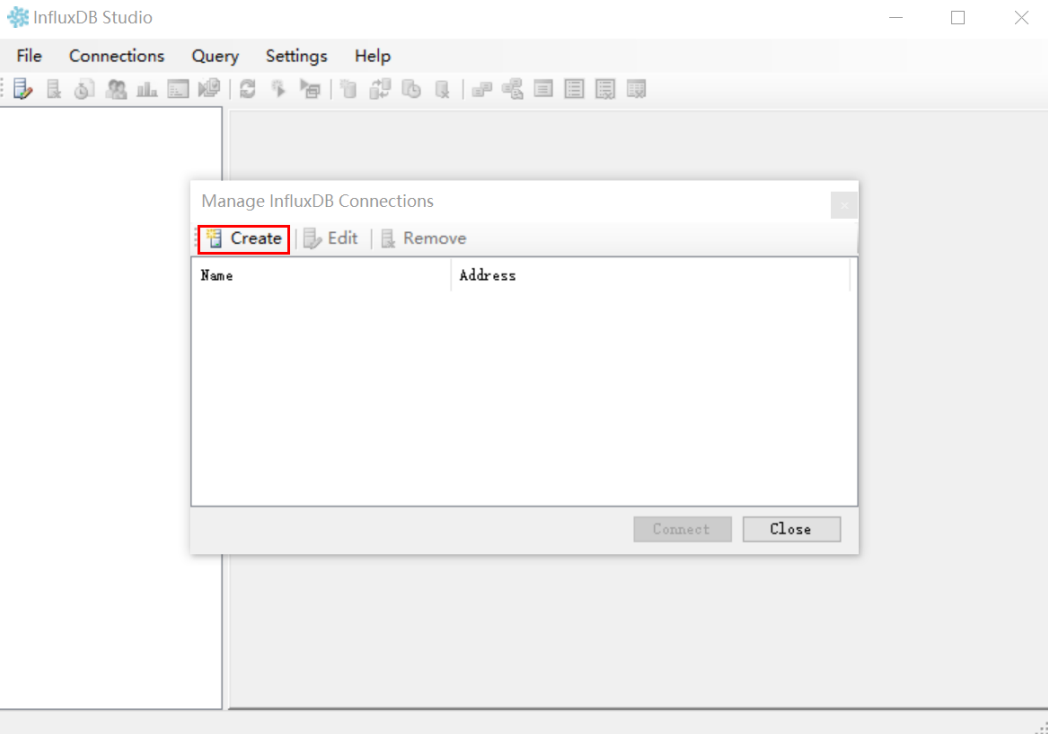 InfluxDB Studio
File Connections Query Settings Help
Manage InfluxDB Connections
Create Edit Remove
Name Address
Connect Close